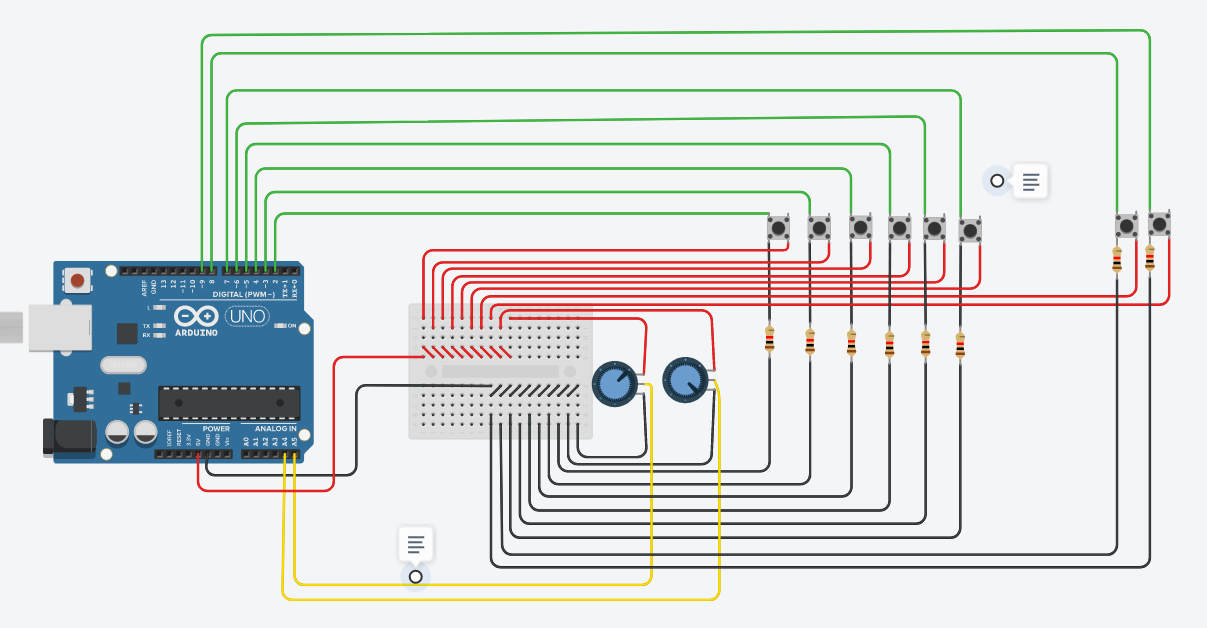 AREF
GND
13
12
~11
~10
~9
8
7
~6
~5
4
~3
2
TX→1
RX←0
DIGITAL (PWM~)
L
TX
RX
UNO
ON
ARDUINO
POWER
ANALOG IN
IOREF
RESET
3.3V
5V
GND
GND
Vin
A0
A1
A2
A3
A4
A5